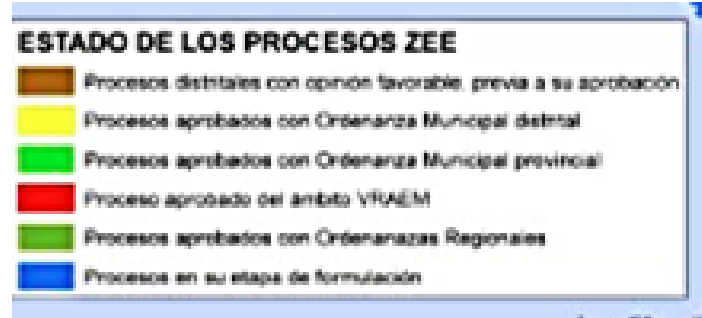 ESTADO DE LOS PROCESOS ZEE
Procesos distritales con opinión favorable, previa a su aprobación
Procesos aprobados con Ordenanza Municipal distrital
Procesos aprobados con Ordenanza Municipal provincial
Proceso aprobado del ambito VRAEM
Procesos aprobados con Ordenanazas Regionales
Procesos en su etapa de formulación